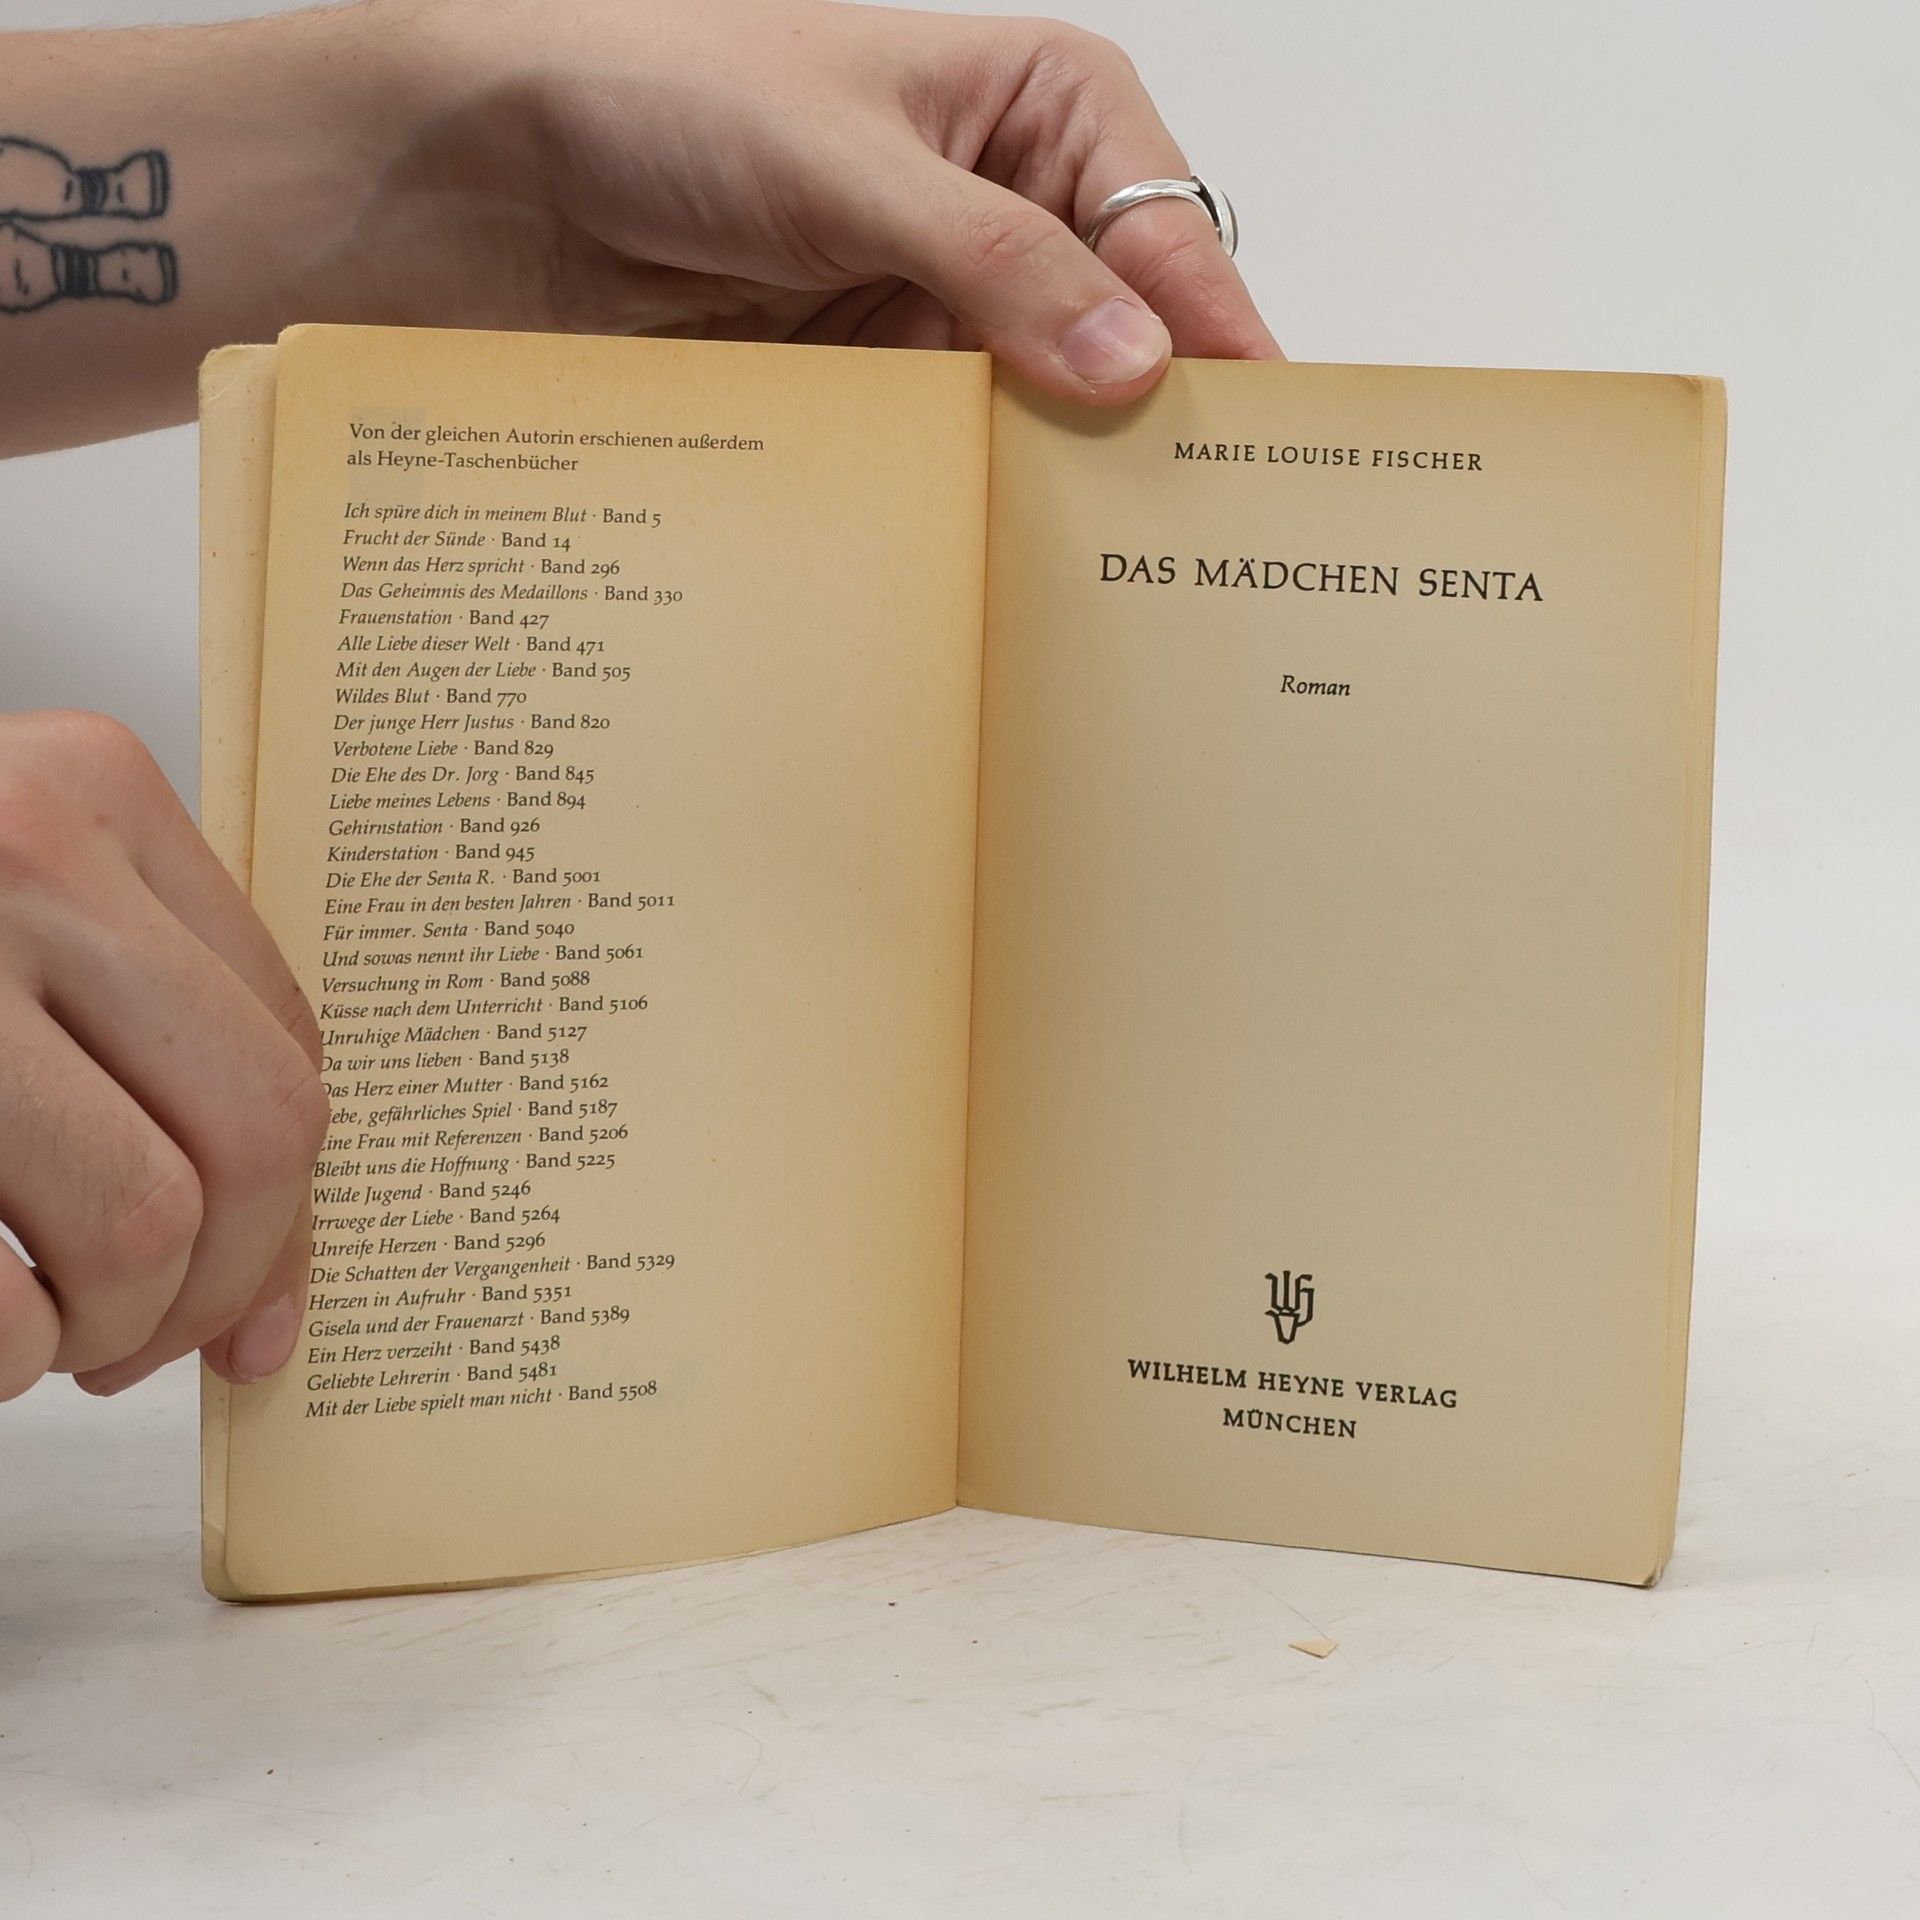 Von der gleichen Autorin erschienen außerdem
als Heyne-Taschenbücher
Ich spüre dich in meinem Blut · Band 5
Frucht der Sünde · Band 14
Wenn das Herz spricht · Band 296
Das Geheimnis des Medaillons · Band 330
Frauenstation · Band 427
Alle Liebe dieser Welt · Band 471
Mit den Augen der Liebe · Band 505
Wildes Blut · Band 770
Der junge Herr Justus · Band 820
Verbotene Liebe · Band 829
Die Ehe des Dr. Jorg · Band 845
Liebe meines Lebens · Band 894
Gehirnstation · Band 926
Kinderstation · Band 945
Die Ehe der Senta R. · Band 5001
Eine Frau in den besten Jahren · Band 5011
Für immer. Senta · Band 5040
Und sowas nennt ihr Liebe · Band 5061
Versuchung in Rom · Band 5088
Küsse nach dem Unterricht · Band 5106
Unruhige Mädchen · Band 5127
Da wir uns lieben · Band 5138
Das Herz einer Mutter · Band 5162
iebe, gefährliches Spiel · Band 5187
Eine Frau mit Referenzen · Band 5206
Bleibt uns die Hoffnung · Band 5225
Wilde Jugend · Band 5246
Irrwege der Liebe · Band 5264
Unreife Herzen · Band 5296
Die Schatten der Vergangenheit · Band 5329
Herzen in Aufruhr · Band 5351
Gisela und der Frauenarzt · Band 5389
Ein Herz verzeiht · Band 5438
Geliebte Lehrerin · Band 5481
Mit der Liebe spielt man nicht · Band 5508
MARIE LOUISE FISCHER
DAS MÄDCHEN SENTA
Roman
WILHELM HEYNE VERLAG
MÜNCHEN